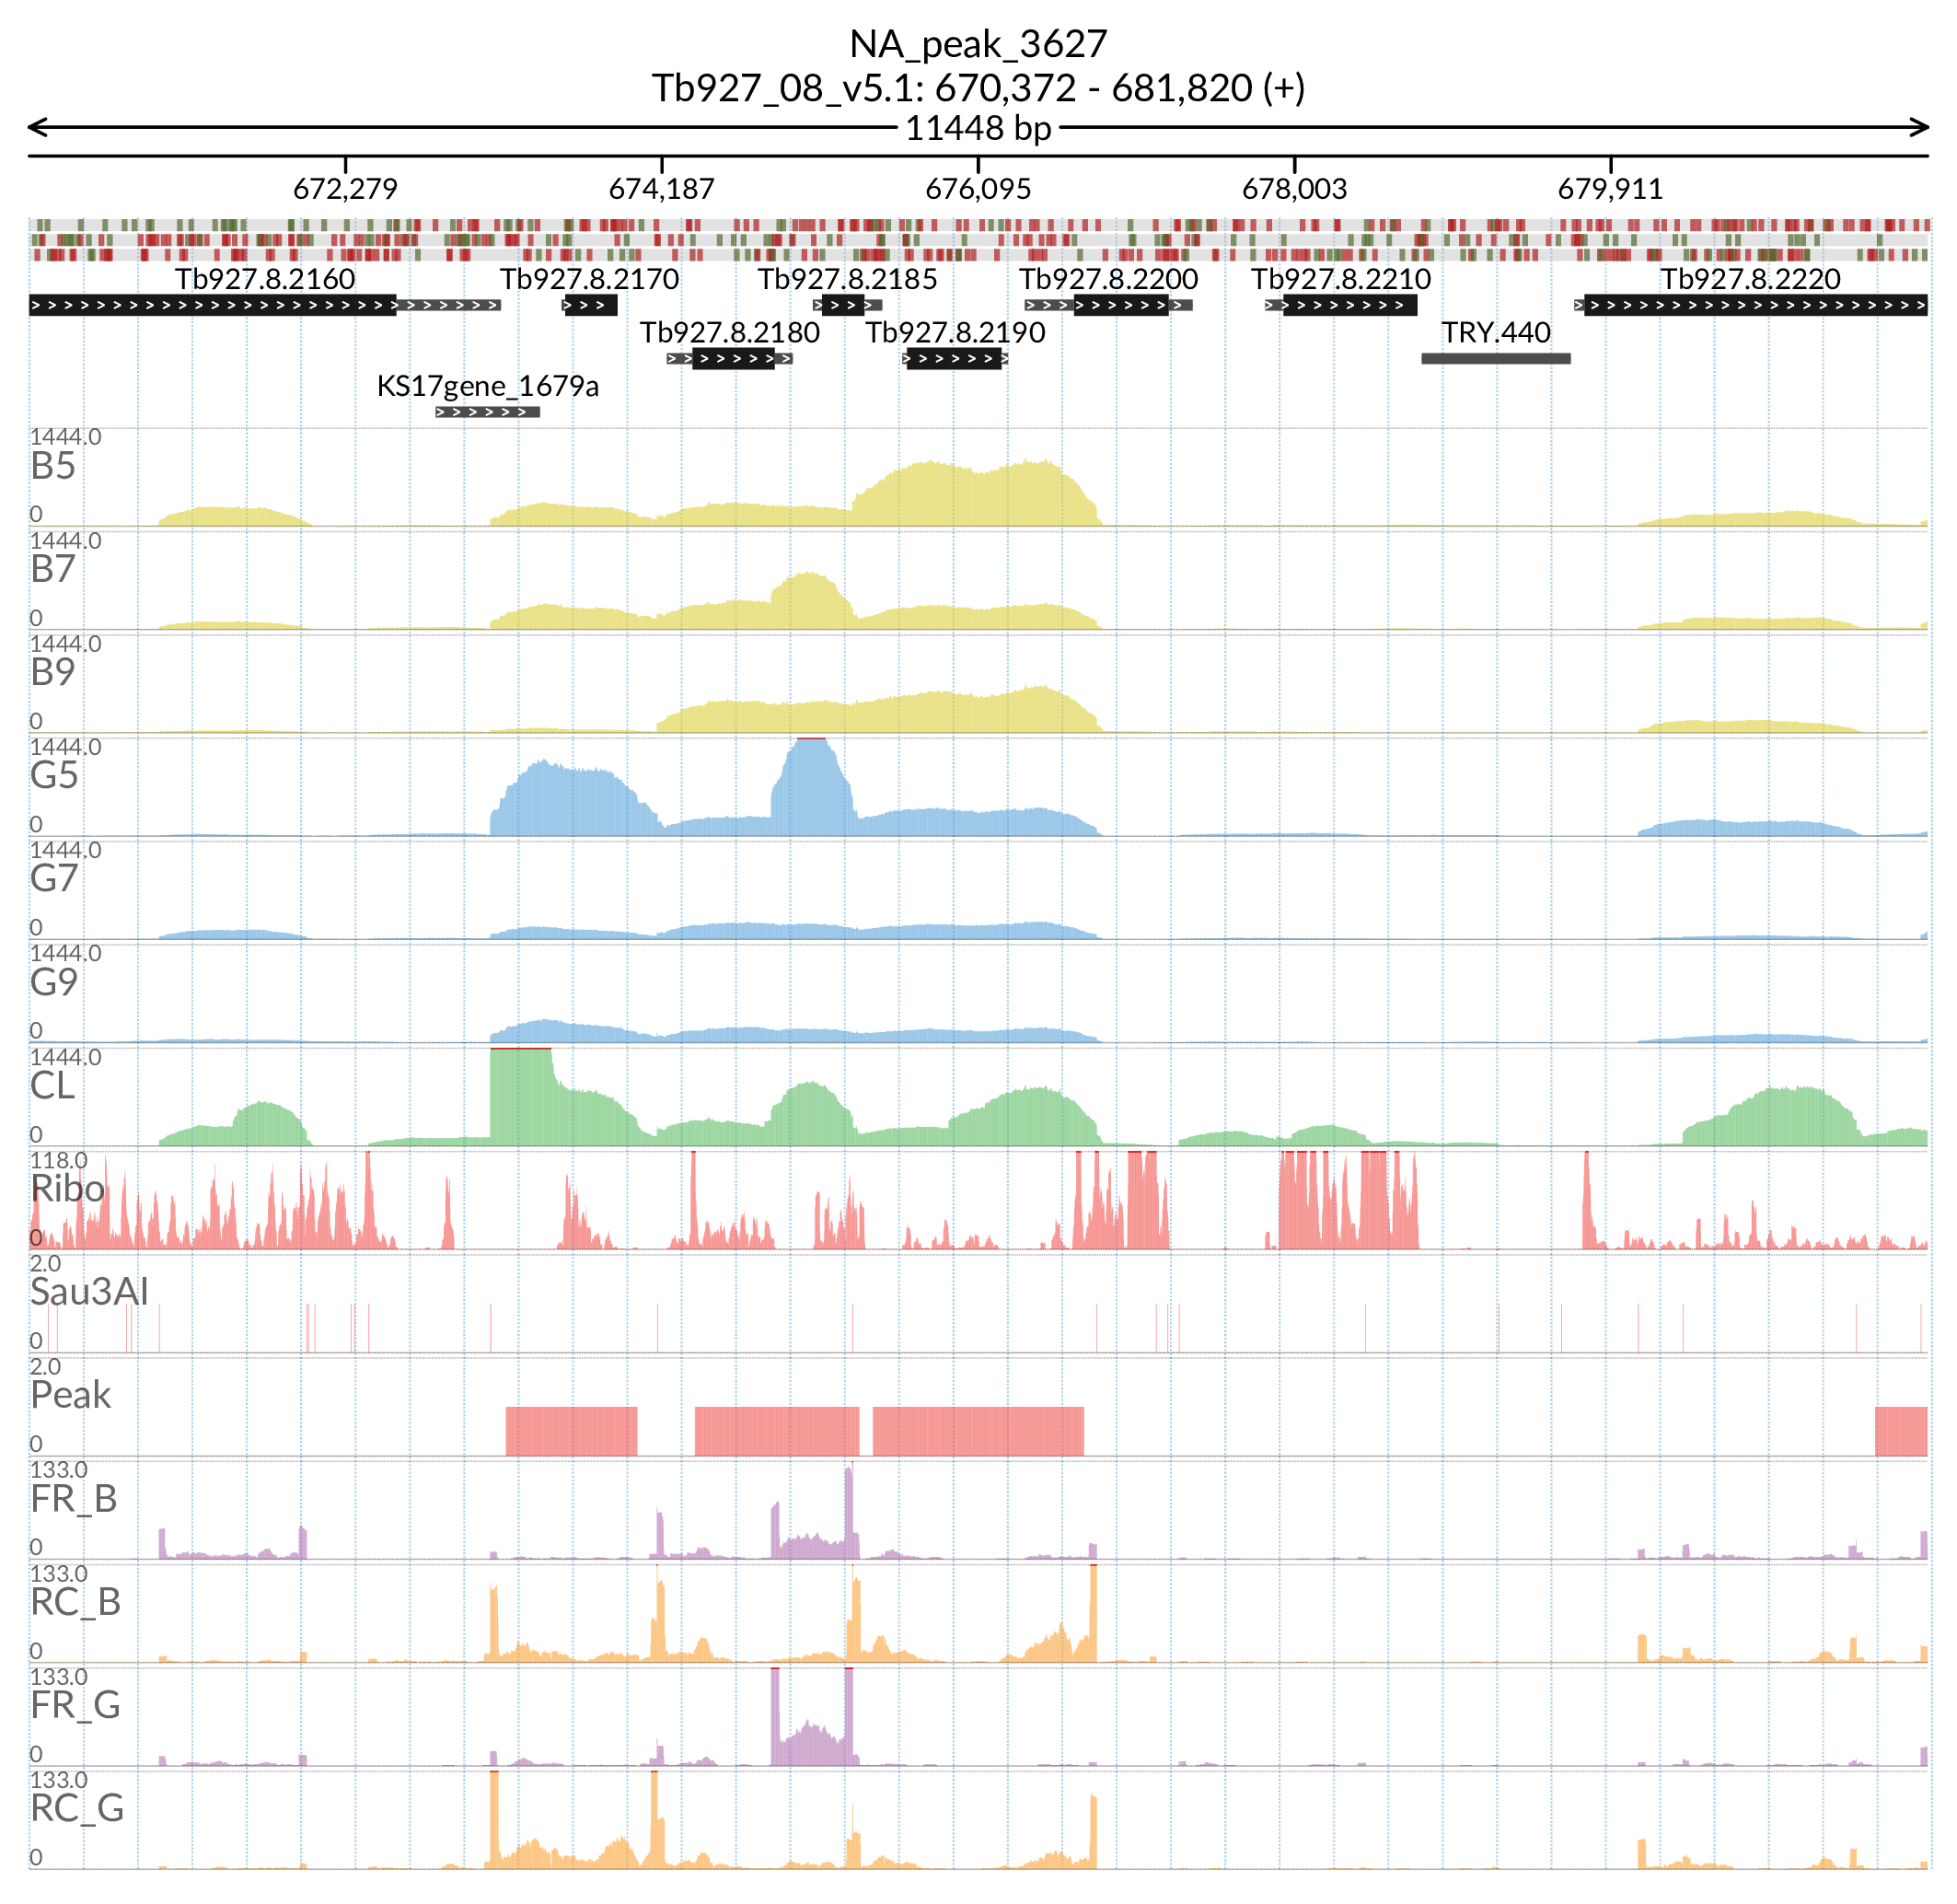 NA_peak_3627
Tb927_08_v5.1: 670,372 - 681,820 (+)
11448 bp
672,279 674,187 676,095 678,003 679,911
Tb927.8.2160 Tb927.8.2170 Tb927.8.2185 Tb927.8.2200 Tb927.8.2210 Tb927.8.2220
Tb927.8.2180 Tb927.8.2190 TRY.440
KS17gene_1679a
1444.0
B5
0
1444.0
B7
0
1444.0
B9
0
1444.0
G5
0
1444.0
G7
0
1444.0
G9
0
1444.0
CL
0
118.0
Ribo
0
2.0
Sau3AI
0
2.0
Peak
0
133.0
FR_B
0
133.0
RC_B
0
133.0
FR_G
0
133.0
RC_G
0